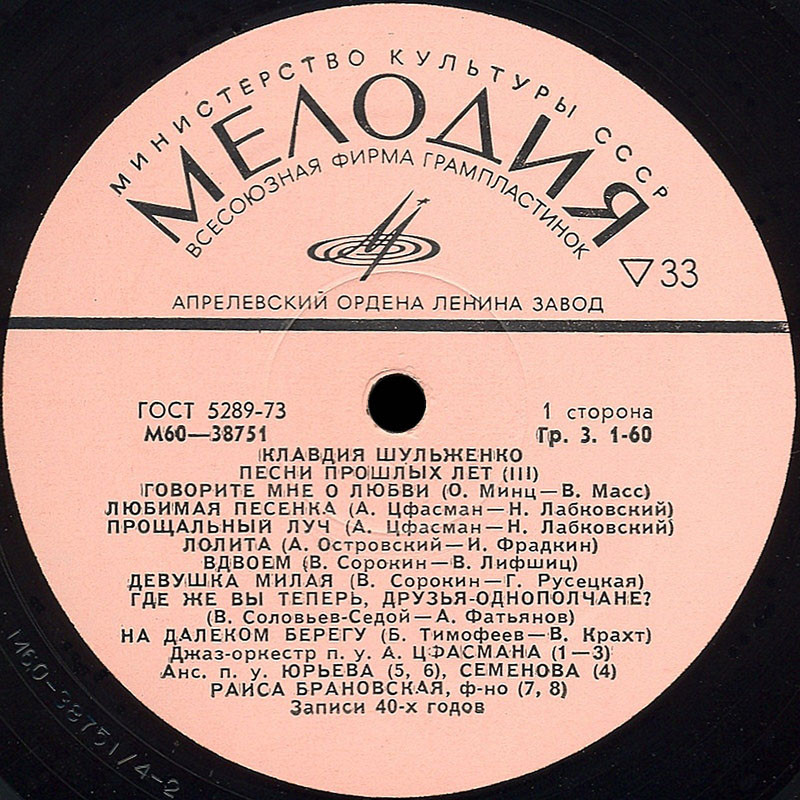 МИНИСТЕРСТВО КУЛЬТУРЫ СССР
МЕЛОДИЯ
ВСЕСОЮЗНАЯ ФИРМА ГРАМПЛАСТИНОК
▽33
АПРЕЛЕВСКИЙ ОРДЕНА ЛЕНИНА ЗАВОД
ГОСТ 5289-73 1 сторона
М60—38751 Гр. 3. 1-60
КЛАВДИЯ ШУЛЬЖЕНКО
ПЕСНИ ПРОШЛЫХ ЛЕТ (III)
ГОВОРИТЕ МНЕ О ЛЮБВИ (О. Минц—В. Масс)
ЛЮБИМАЯ ПЕСЕНКА (А. Цфасман—Н. Лабковский)
ПРОЩАЛЬНЫЙ ЛУЧ (А. Цфасман—Н. Лабковский)
ЛОЛИТА (А. Островский—И. Фрадкин)
ВДВОЕМ (В. Сорокин—В. Лифшиц)
ДЕВУШКА МИЛАЯ (В. Сорокин—Г. Русецкая)
ГДЕ ЖЕ ВЫ ТЕПЕРЬ, ДРУЗЬЯ-ОДНОПОЛЧАНЕ?
(В. Соловьев-Седой—А. Фатьянов)
НА ДАЛЕКОМ БЕРЕГУ (Б. Тимофеев—В. Крахт)
Джаз-оркестр п. у. А. ЦФАСМАНА (1—3)
Анс. п. у. ЮРЬЕВА (5, 6), СЕМЕНОВА (4)
РАИСА БРАНОВСКАЯ, ф-но (7, 8)
Записи 40-х годов
М60-38751/4-2